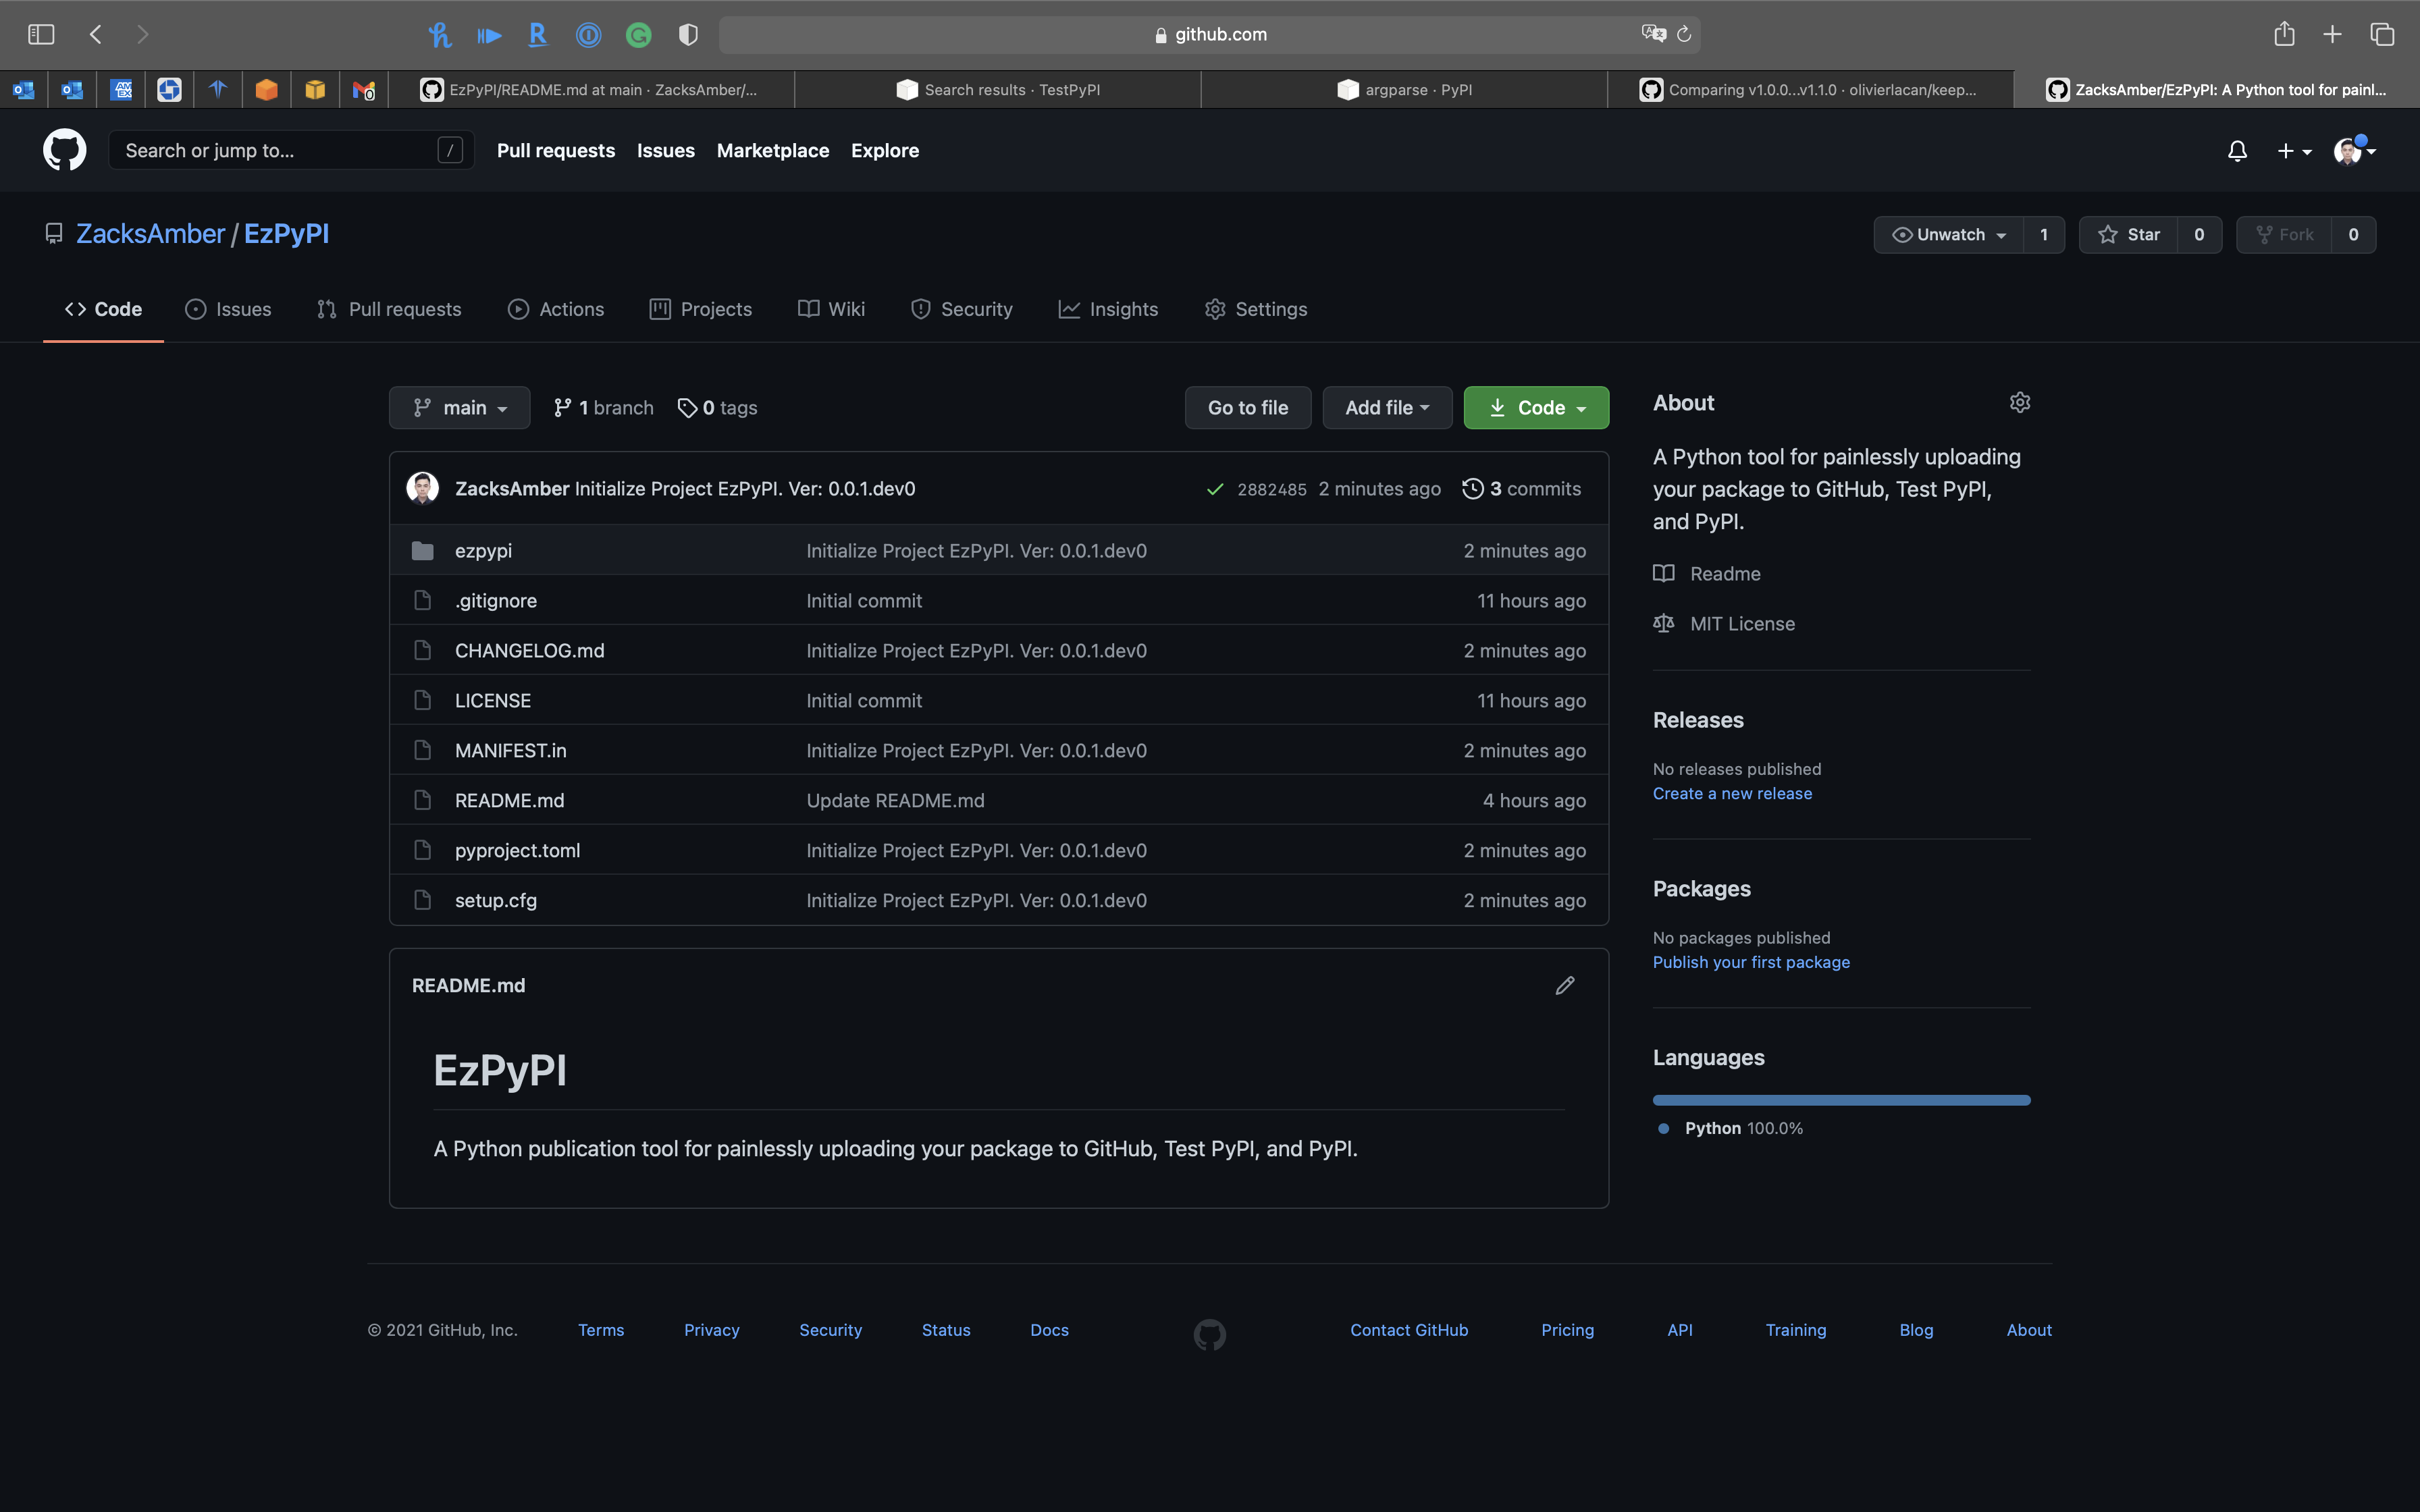 github.com
EzPyPI/README.md at main · ZacksAmber/...
Search results · TestPyPI
argparse · PyPI
Comparing v1.0.0...v1.1.0 · olivierlacan/keep...
ZacksAmber/EzPyPI: A Python tool for painl...
Search or jump to... /
Pull requests Issues Marketplace Explore
ZacksAmber / EzPyPI
Unwatch 1 Star 0 Fork 0
Code Issues Pull requests Actions Projects Wiki Security Insights Settings
main 1 branch 0 tags
Go to file Add file Code
ZacksAmber Initialize Project EzPyPI. Ver: 0.0.1.dev0 2882485 2 minutes ago 3 commits
ezpypi Initialize Project EzPyPI. Ver: 0.0.1.dev0 2 minutes ago
.gitignore Initial commit 11 hours ago
CHANGELOG.md Initialize Project EzPyPI. Ver: 0.0.1.dev0 2 minutes ago
LICENSE Initial commit 11 hours ago
MANIFEST.in Initialize Project EzPyPI. Ver: 0.0.1.dev0 2 minutes ago
README.md Update README.md 4 hours ago
pyproject.toml Initialize Project EzPyPI. Ver: 0.0.1.dev0 2 minutes ago
setup.cfg Initialize Project EzPyPI. Ver: 0.0.1.dev0 2 minutes ago
README.md
EzPyPI
A Python publication tool for painlessly uploading your package to GitHub, Test PyPI, and PyPI.
About
A Python tool for painlessly uploading
your package to GitHub, Test PyPI,
and PyPI.
Readme
MIT License
Releases
No releases published
Create a new release
Packages
No packages published
Publish your first package
Languages
Python 100.0%
© 2021 GitHub, Inc. Terms Privacy Security Status Docs Contact GitHub Pricing API Training Blog About